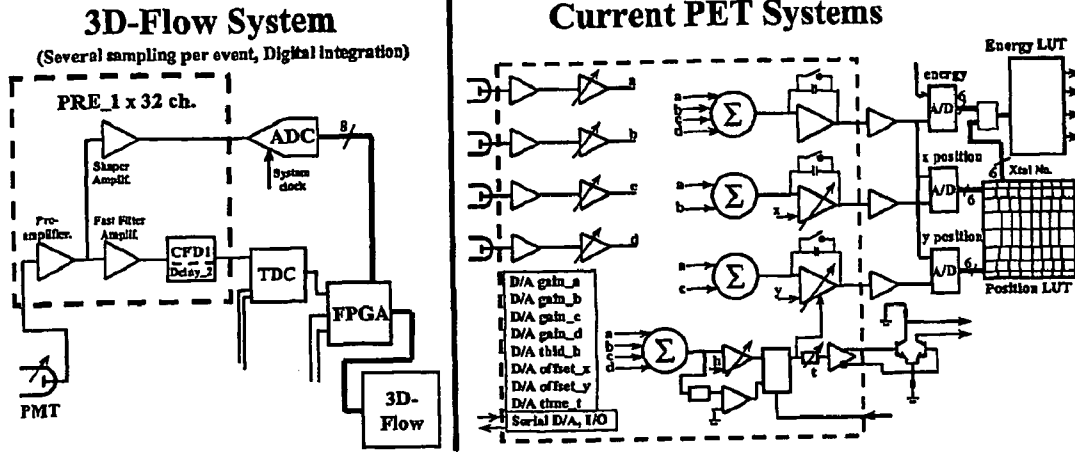 3D-Flow System
(Several sampling per event, Digital integration)
PRE_1 x 32 ch.
Shaper
Amplif.
ADC
8
System
clock
Pre-
amplifier.
Fast Filter
Amplif.
CFD1
Delay_2
TDC
FPGA
PMT
3D-
Flow
Current PET Systems
a
b
c
d
D/A gain_a
D/A gain_b
D/A gain_c
D/A gain_d
D/A thld_h
D/A offset_x
D/A offset_y
D/A time_t
Serial D/A, I/O
a
b
c
d
Σ
a
b
Σ
x
a
c
Σ
y
a
b
c
d
Σ
h
t
Energy LUT
energy
A/D
6
6
Xtal No.
x position
A/D
6
y position
A/D
6
Position LUT